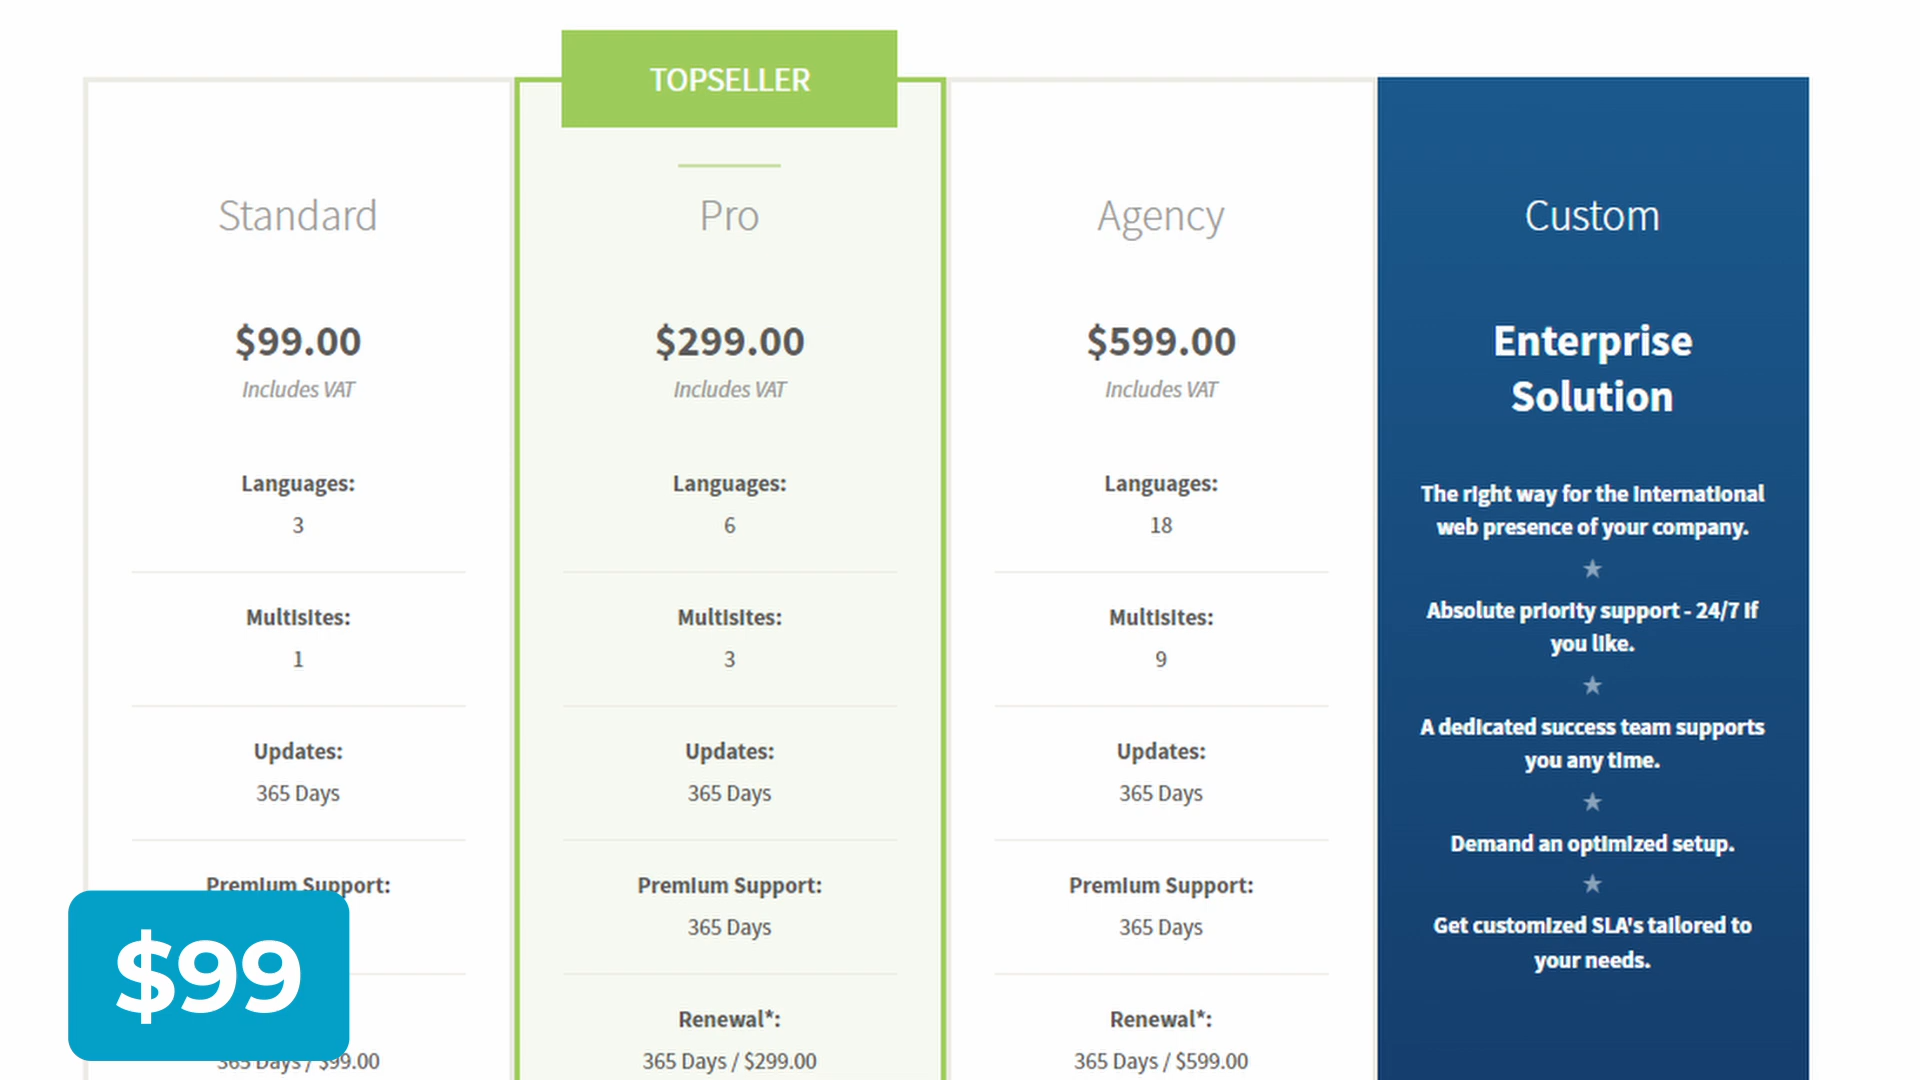 TOPSELLER
Standard
$99.00
Includes VAT
Languages:
3
Multisites:
1
Updates:
365 Days
Premium Support:
365 Days / $99.00
Pro
$299.00
Includes VAT
Languages:
6
Multisites:
3
Updates:
365 Days
Premium Support:
365 Days
Renewal*:
365 Days / $299.00
Agency
$599.00
Includes VAT
Languages:
18
Multisites:
9
Updates:
365 Days
Premium Support:
365 Days
Renewal*:
365 Days / $599.00
Custom
Enterprise
Solution
The right way for the international
web presence of your company.
Absolute priority support - 24/7 if
you like.
A dedicated success team supports
you any time.
Demand an optimized setup.
Get customized SLA's tailored to
your needs.
$99